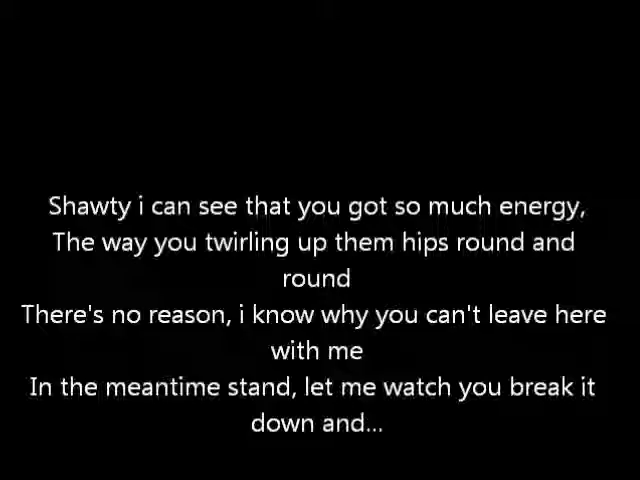 Shawty i can see that you got so much energy,
The way you twirling up them hips round and
round
There's no reason, i know why you can't leave here
with me
In the meantime stand, let me watch you break it
down and...